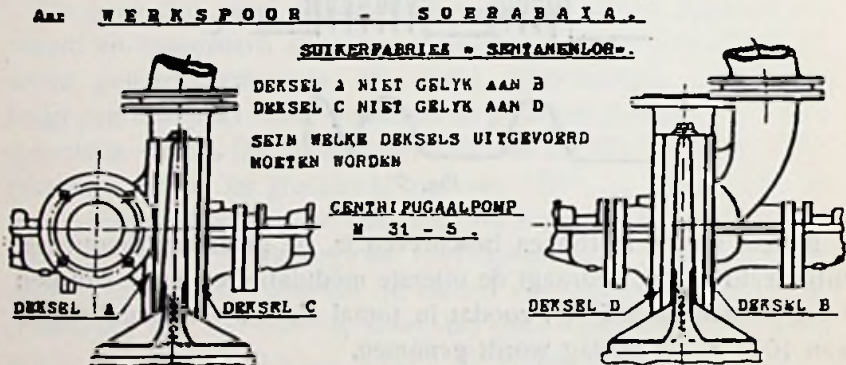 Aan WERKSPOOR - SOERABAIA.
SUIKERFABRIEK "SEMTANENLOR".
DEKSEL A NIET GELYK AAN B
DEKSEL C NIET GELYK AAN D
SEIN WELKE DEKSELS UITGEVOERD
MOETEN WORDEN
CENTRIFUGAALPOMP
M 31 - 5 .
DEKSEL A
DEKSEL C
DEKSEL D
DEKSEL B